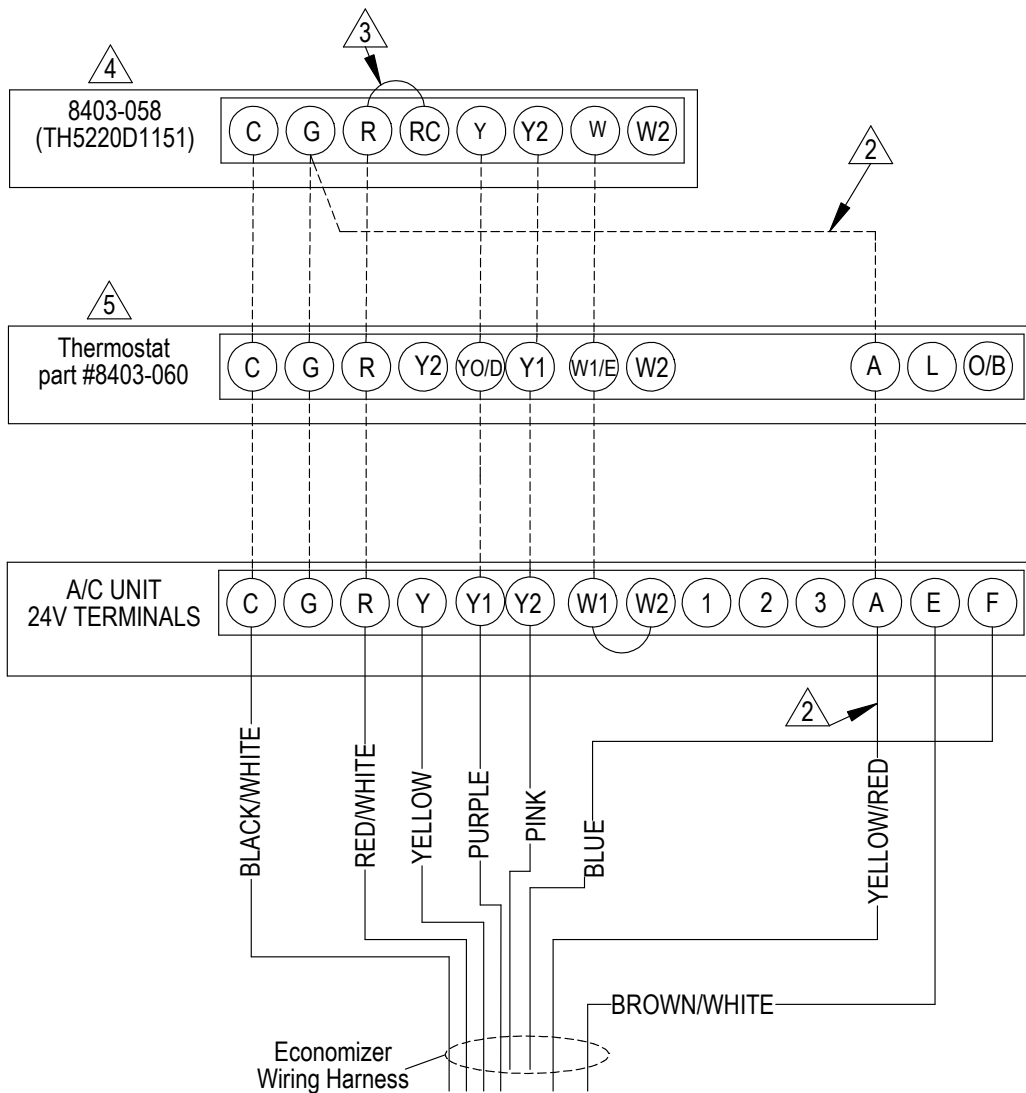 3
4
8403-058
(TH5220D1151)
C G R RC Y Y2 W W2
2
5
Thermostat
part #8403-060
C G R Y2 YO/D Y1 W1/E W2 A L O/B
A/C UNIT
24V TERMINALS
C G R Y Y1 Y2 W1 W2 1 2 3 A E F
2
BLACK/WHITE
RED/WHITE
YELLOW
PURPLE
PINK
BLUE
YELLOW/RED
BROWN/WHITE
Economizer
Wiring Harness